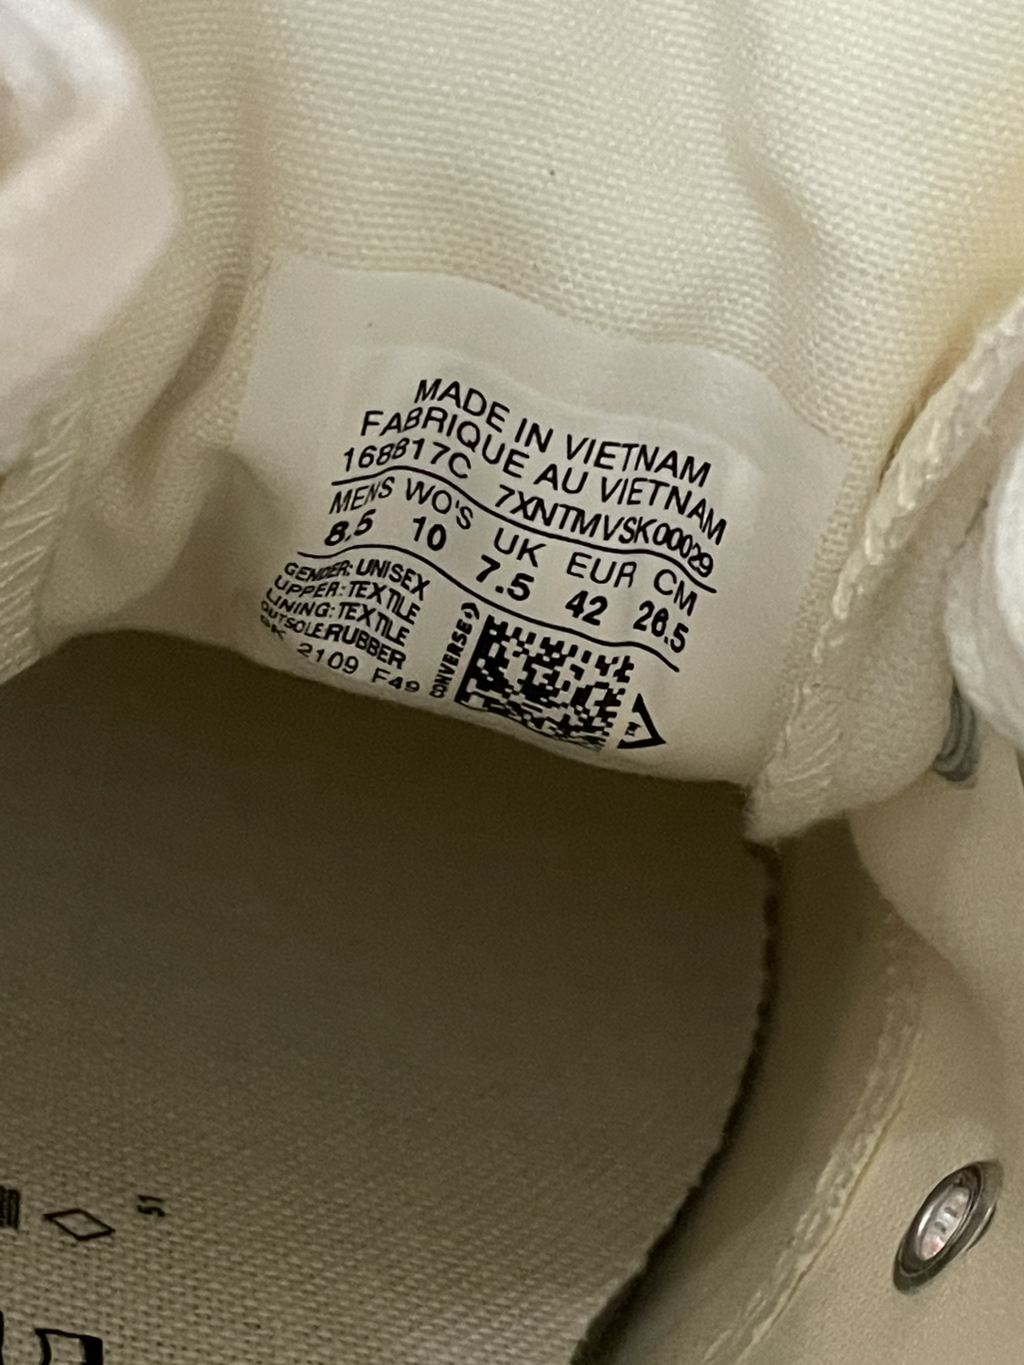 MADE IN VIETNAM
FABRIQUE AU VIETNAM
168817C 7XNTMVSK00029
MENS WO'S UK EUR CM
8.5 10 7.5 42 26.5
GENDER: UNISEX
UPPER: TEXTILE
LINING: TEXTILE
OUTSOLE:RUBBER
2109 F49
CONVERSE
51